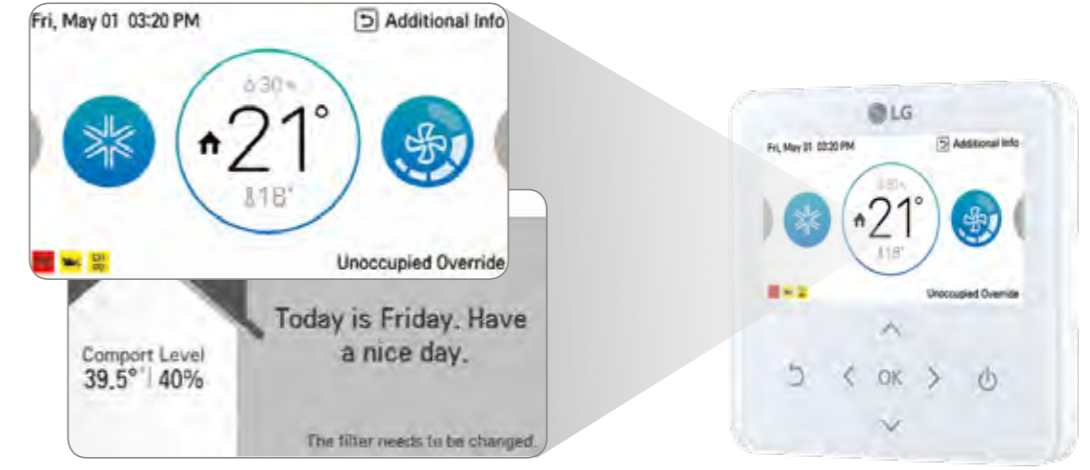 Fri, May 01 03:20 PM
Additional Info
30%
21°
18°
Unoccupied Override
Today is Friday. Have
a nice day.
Comport Level
39.5° 40%
The filter needs to be changed.
LG
Fri, May 01 03:20 PM
Additional Info
30%
21°
18°
Unoccupied Override
OK